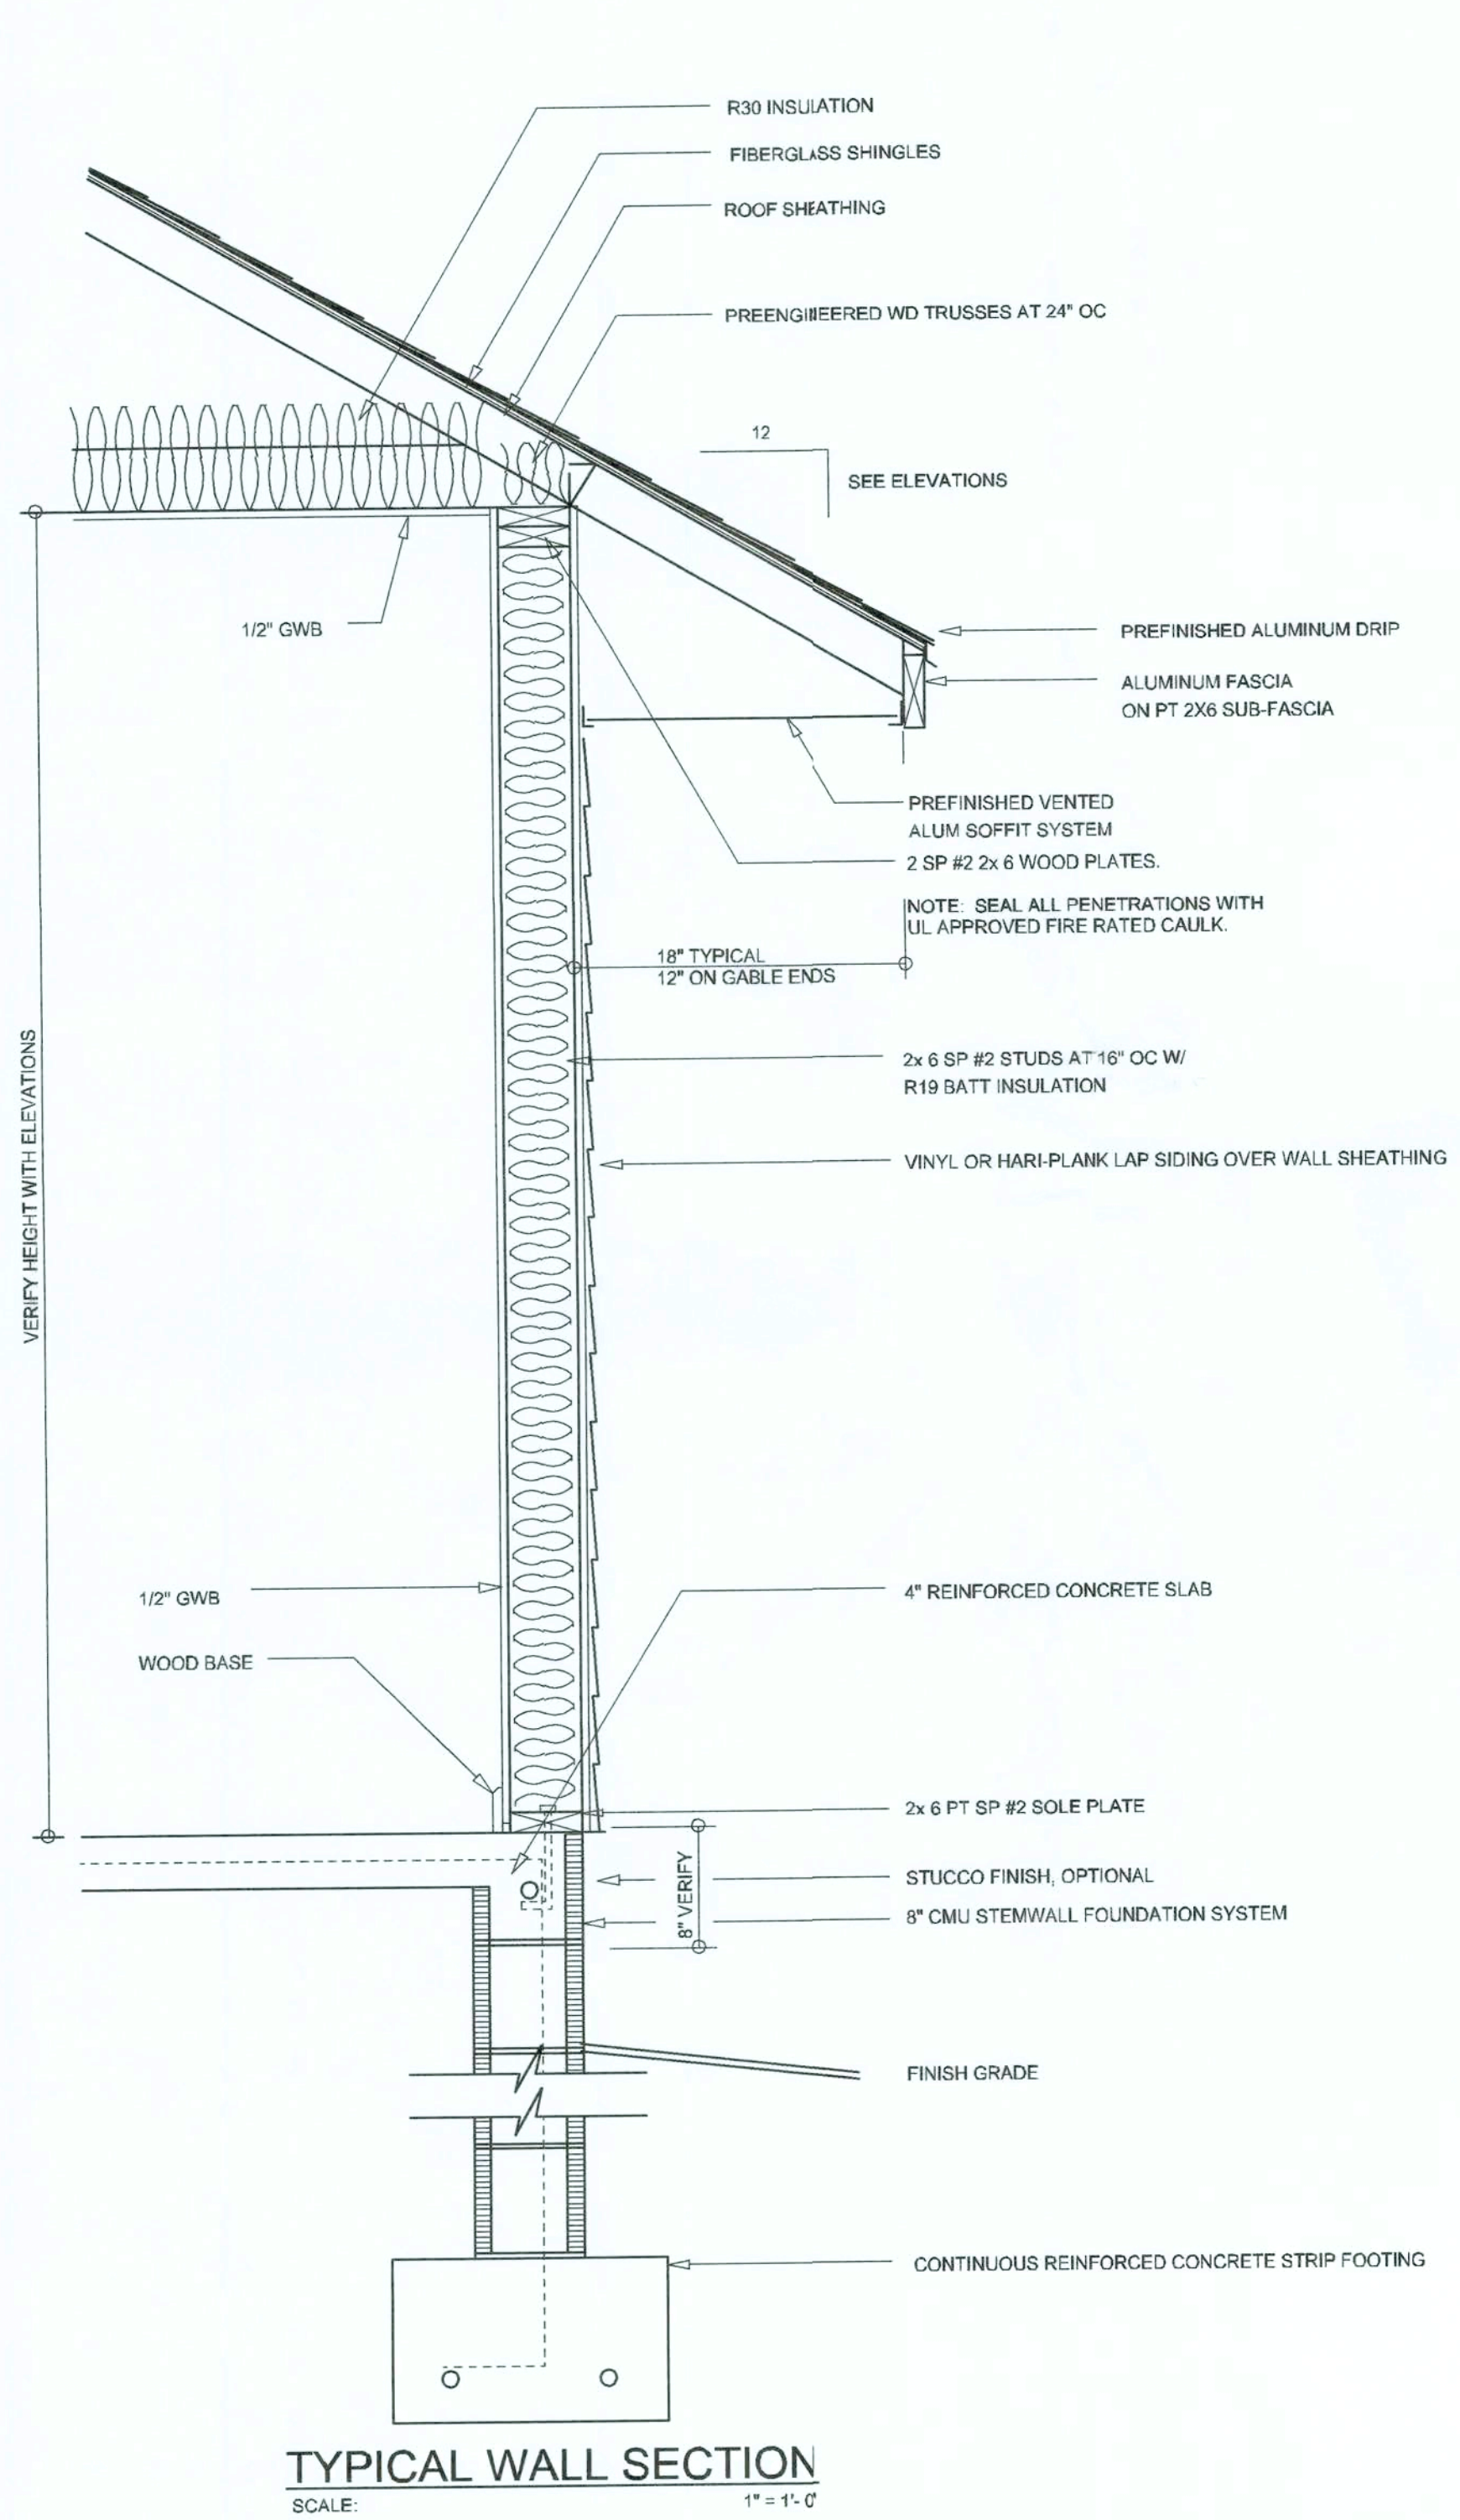 R30 INSULATION
FIBERGLASS SHINGLES
ROOF SHEATHING
PREENGINEERED WD TRUSSES AT 24" OC
12
SEE ELEVATIONS
1/2" GWB
PREFINISHED ALUMINUM DRIP
ALUMINUM FASCIA
ON PT 2X6 SUB-FASCIA
PREFINISHED VENTED
ALUM SOFFIT SYSTEM
2 SP #2 2x 6 WOOD PLATES.
NOTE: SEAL ALL PENETRATIONS WITH
UL APPROVED FIRE RATED CAULK.
18" TYPICAL
12" ON GABLE ENDS
VERIFY HEIGHT WITH ELEVATIONS
2x 6 SP #2 STUDS AT 16" OC W/
R19 BATT INSULATION
VINYL OR HARI-PLANK LAP SIDING OVER WALL SHEATHING
1/2" GWB
4" REINFORCED CONCRETE SLAB
WOOD BASE
2x 6 PT SP #2 SOLE PLATE
8" VERIFY
STUCCO FINISH, OPTIONAL
8" CMU STEMWALL FOUNDATION SYSTEM
FINISH GRADE
CONTINUOUS REINFORCED CONCRETE STRIP FOOTING
TYPICAL WALL SECTION
SCALE: 1" = 1'- 0'